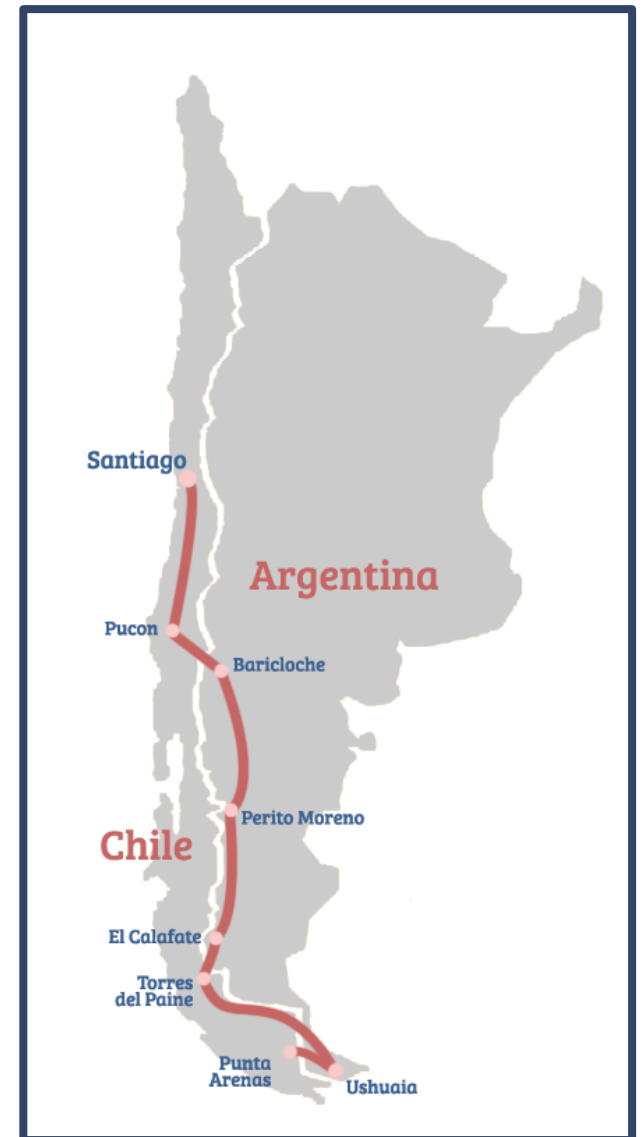 Santiago
Argentina
Pucon
Baricloche
Perito Moreno
Chile
El Calafate
Torres
del Paine
Punta
Arenas
Ushuaia